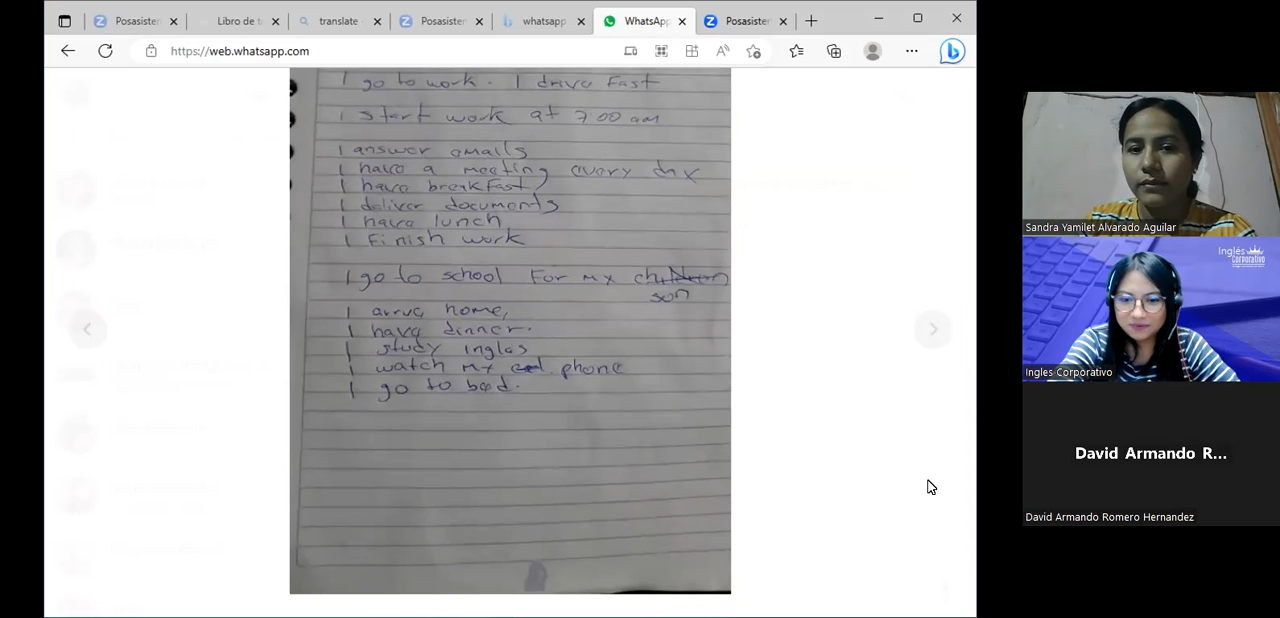 Posasisten
Libro de t
translate -
Posasisten
whatsapp
WhatsApp
Posasisten
https://web.whatsapp.com
I go to work. I drive Fast
I start work at 7:00 am
I answer emails
I have a meeting every day
I have breakfast
I deliver documents
I have lunch
I Finish work
I go to school For my children
son
I arrive home,
I have dinner.
I study ingles
I watch my cel. phone
I go to bed.
Sandra Yamilet Alvarado Aguilar
Inglés
Corporativo
Ingles Corporativo
David Armando R...
David Armando Romero Hernandez